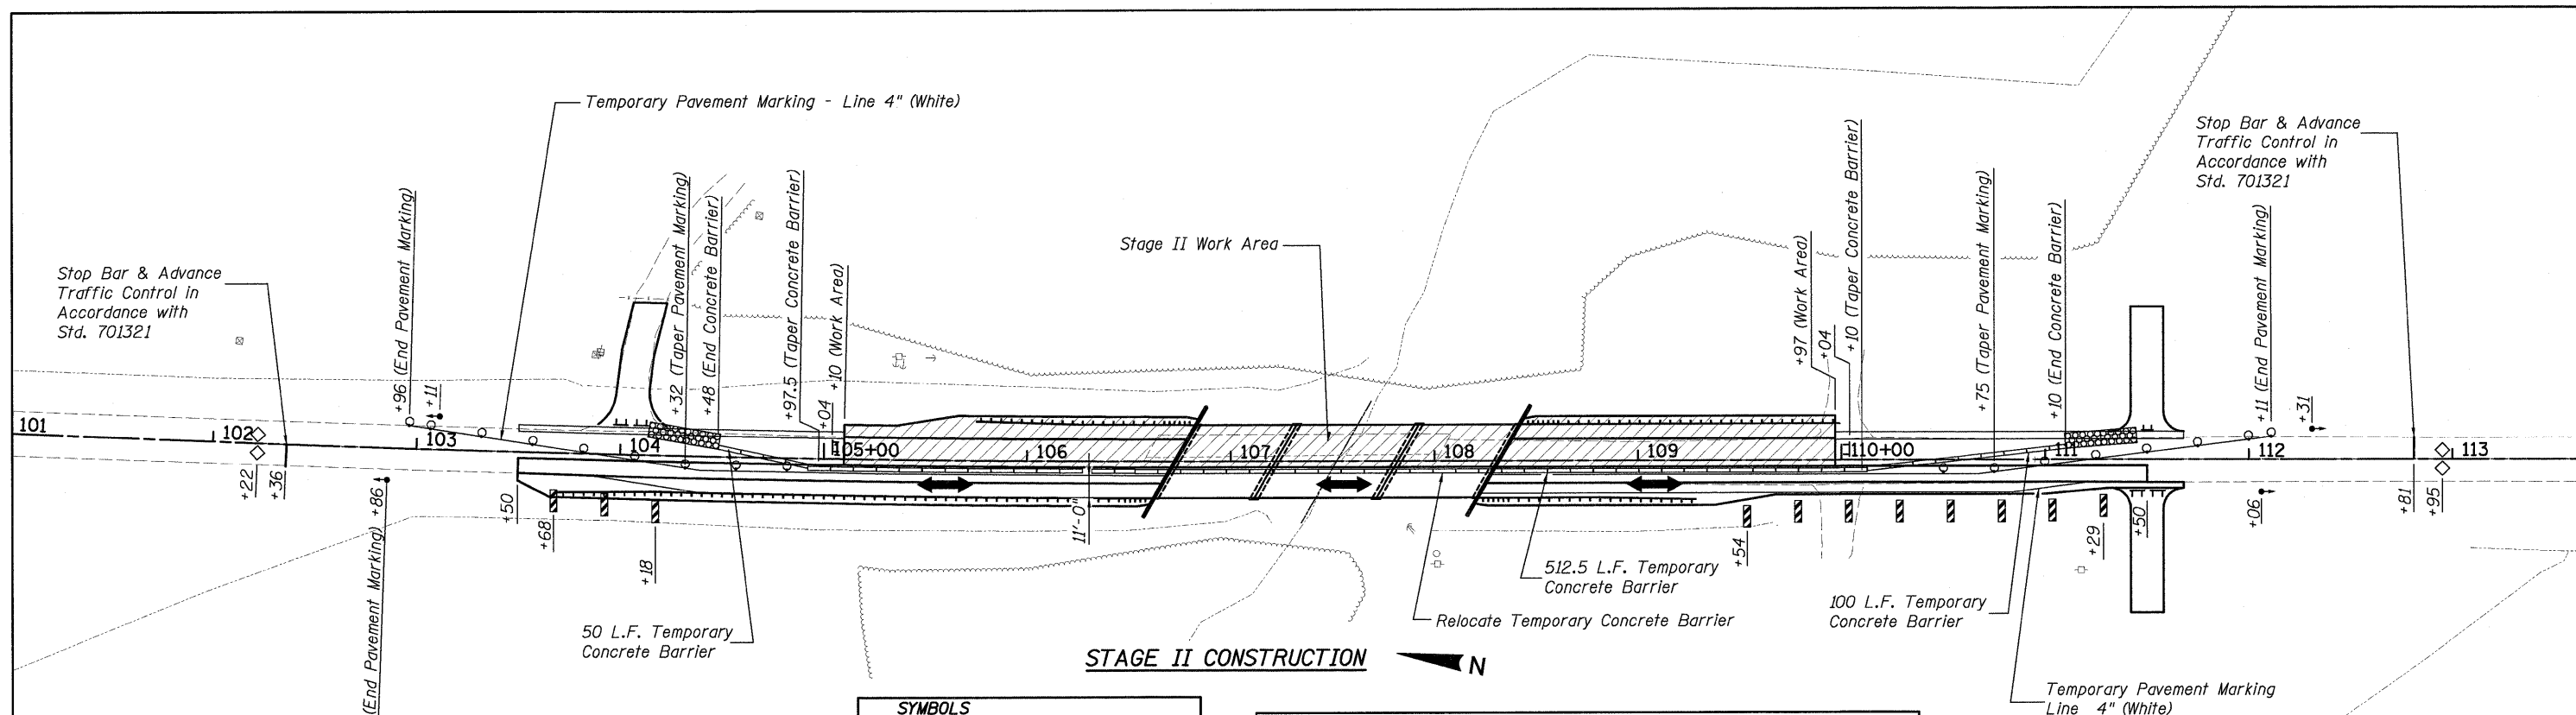 Temporary Pavement Marking - Line 4" (White)
Stop Bar & Advance
Traffic Control in
Accordance with
Std. 701321
Stop Bar & Advance
Traffic Control in
Accordance with
Std. 701321
Stage II Work Area
+96 (End Pavement Marking)
+11
+32 (Taper Pavement Marking)
+48 (End Concrete Barrier)
+97.5 (Taper Concrete Barrier)
+04
+10 (Work Area)
+97 (Work Area)
+04
+10 (Taper Concrete Barrier)
+75 (Taper Pavement Marking)
+10 (End Concrete Barrier)
+11 (End Pavement Marking)
+31
101
102
103
104
105+00
106
107
108
109
110+00
111
112
113
+22
+36
(End Pavement Marking) +86
+50
+68
+18
11'-0"
+54
+29
+50
+06
+81
+95
50 L.F. Temporary
Concrete Barrier
512.5 L.F. Temporary
Concrete Barrier
Relocate Temporary Concrete Barrier
100 L.F. Temporary
Concrete Barrier
STAGE II CONSTRUCTION
N
Temporary Pavement Marking
Line 4" (White)
SYMBOLS